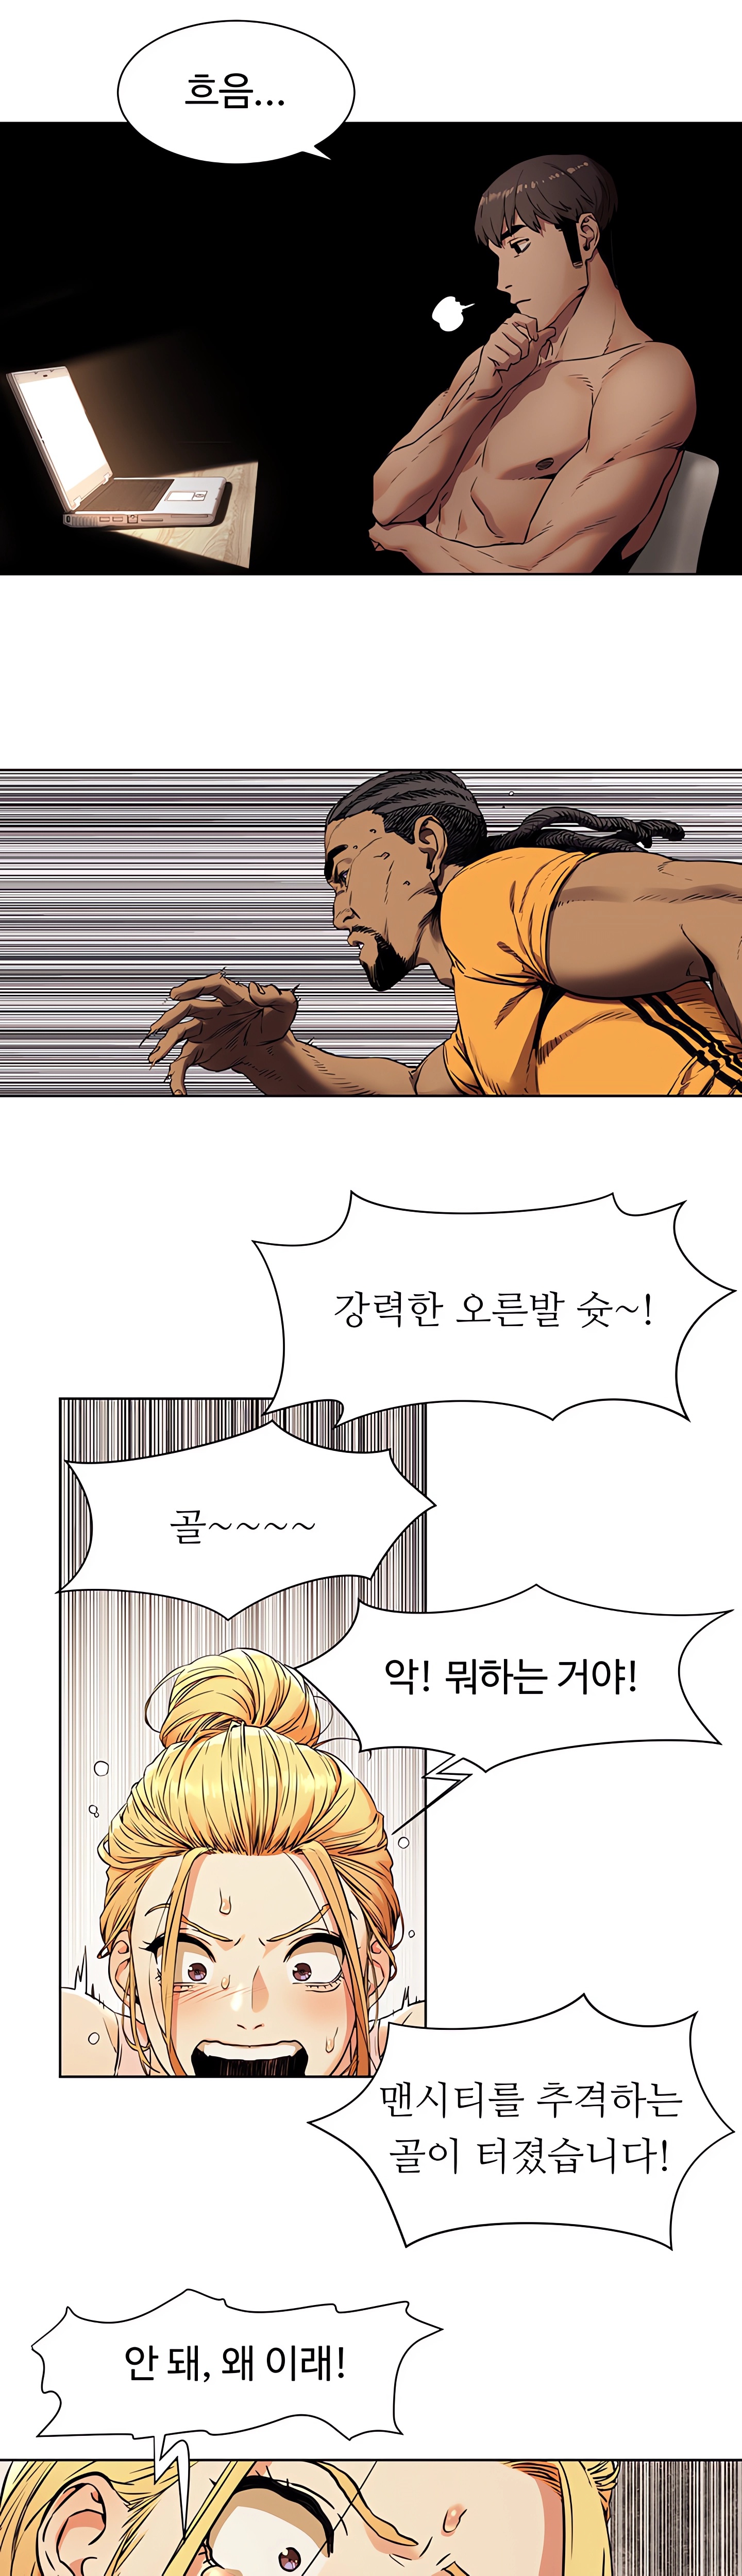 흐음...
강력한 오른발 슛~!
골~~~~
악! 뭐하는 거야!
맨시티를 추격하는
골이 터졌습니다!
안 돼, 왜 이래!